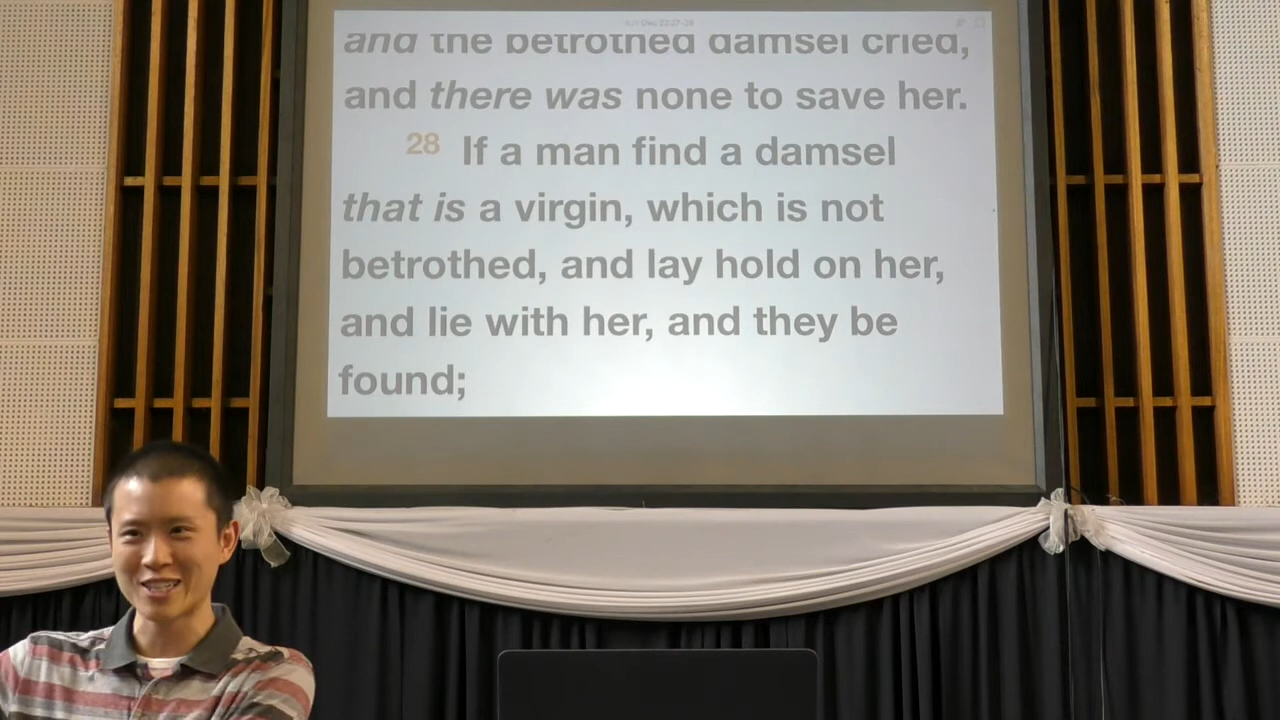 and the betrothed damsel cried,
and there was none to save her.
28 If a man find a damsel
that is a virgin, which is not
betrothed, and lay hold on her,
and lie with her, and they be
found;